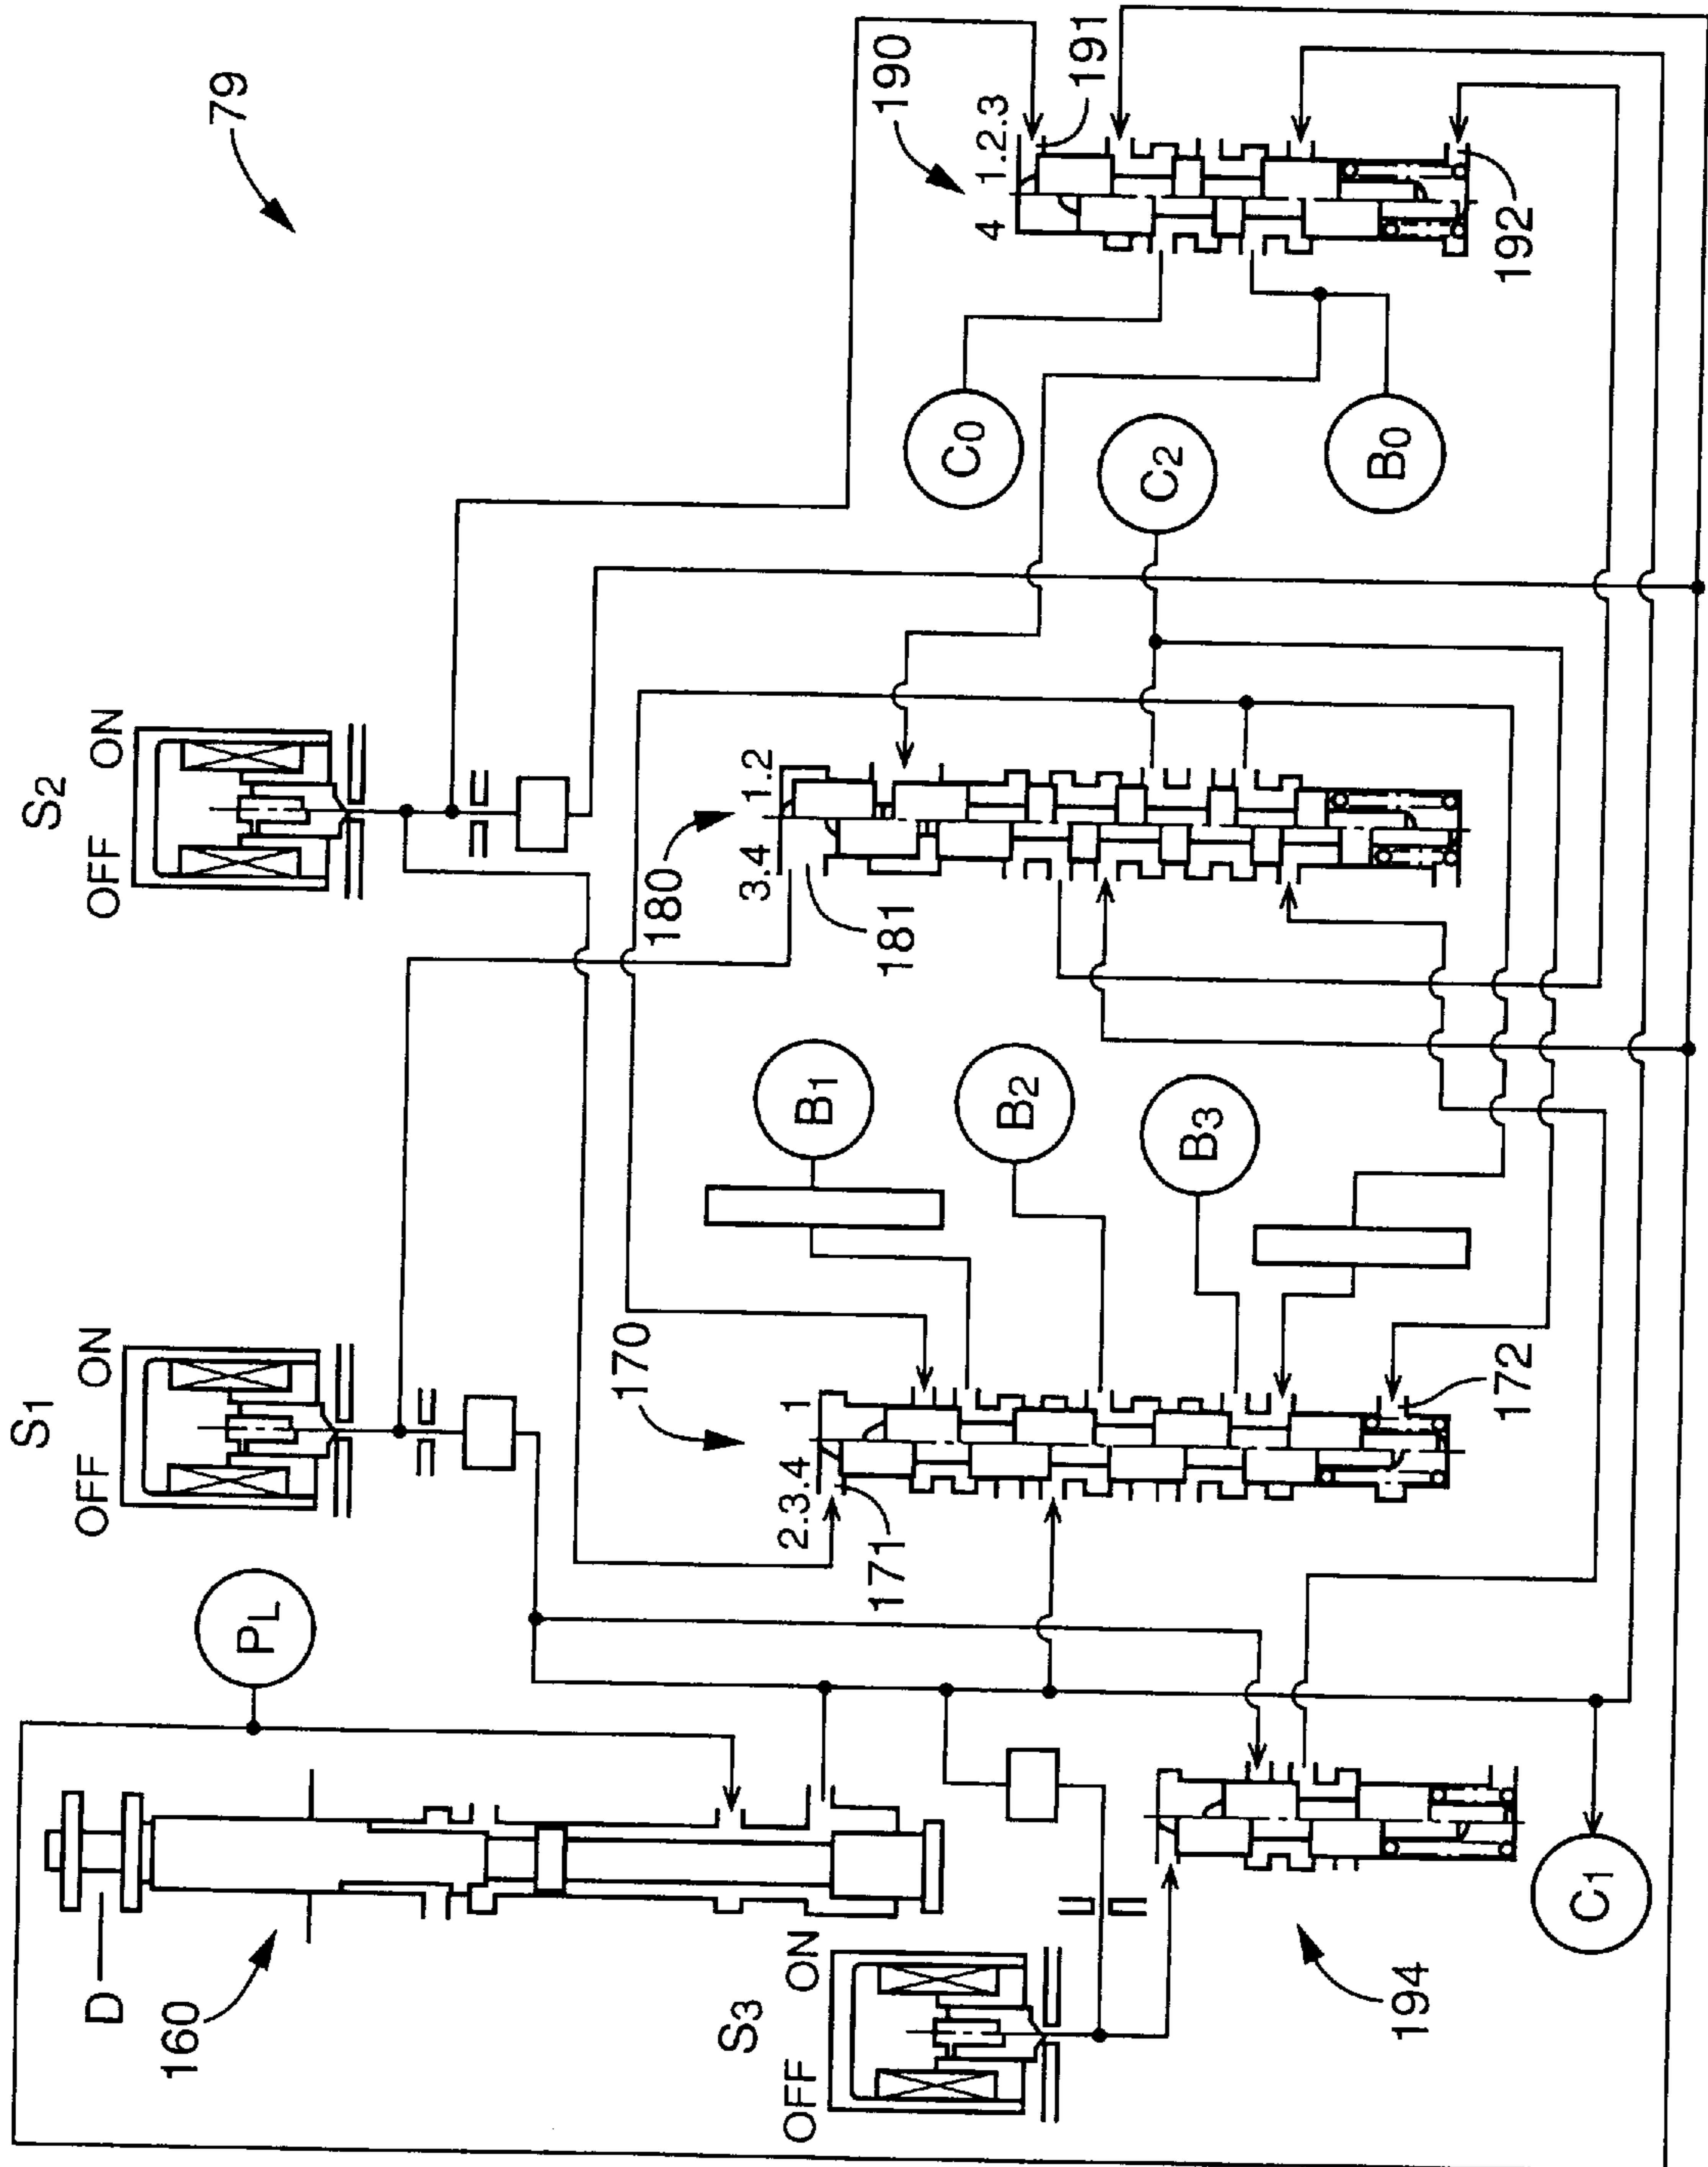 79
S2
OFF ON
S1
OFF ON
PL
D
160
S3
OFF ON
170
2.3.4 1
171
172
180
3.4 1.2
181
190
4 1.2.3
191
192
B1
B2
B3
C0
C2
B0
C1
194